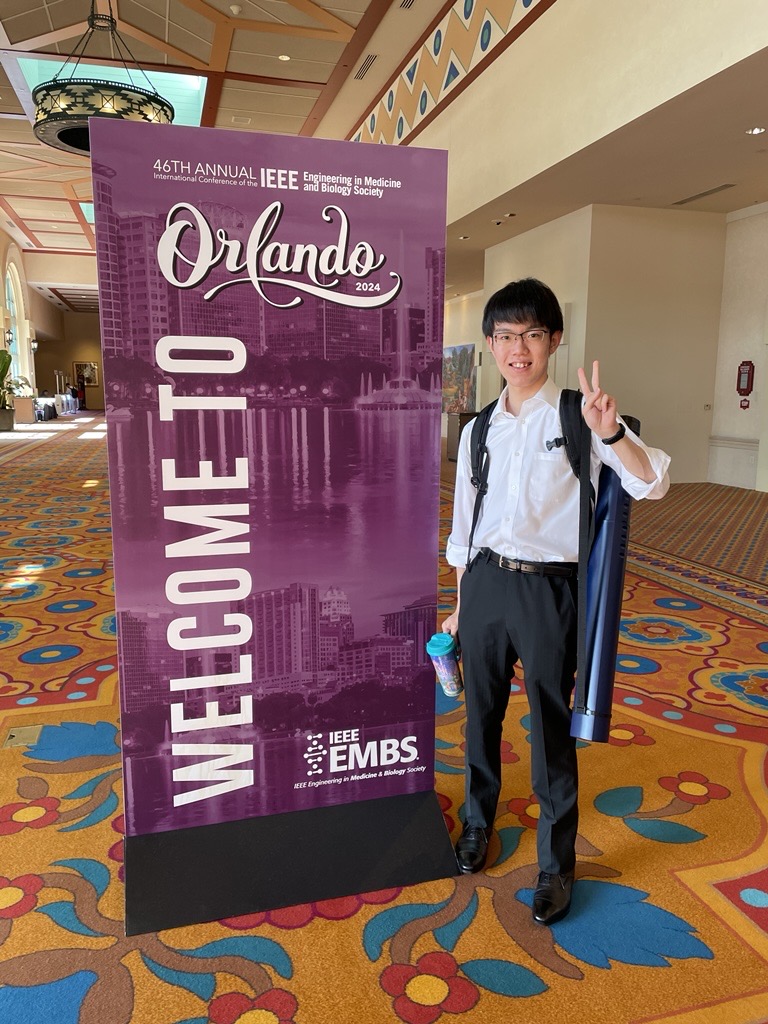 46TH ANNUAL
International Conference of the
IEEE
Engineering in Medicine
and Biology Society
Orlando
2024
WELCOME TO
IEEE
EMBS
IEEE Engineering in Medicine & Biology Society